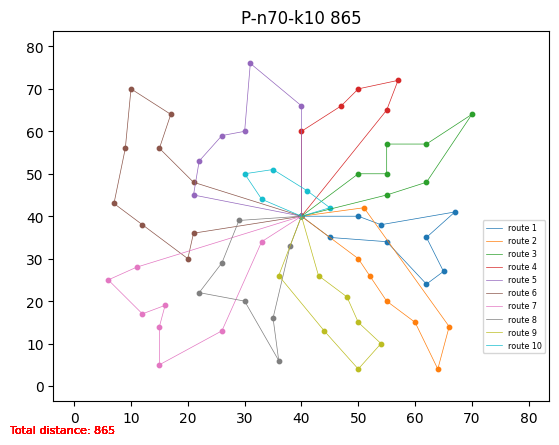 P-n70-k10 865
80
70
60
50
40
30
20
10
0
0 10 20 30 40 50 60 70 80
route 1
route 2
route 3
route 4
route 5
route 6
route 7
route 8
route 9
route 10
Total distance: 865